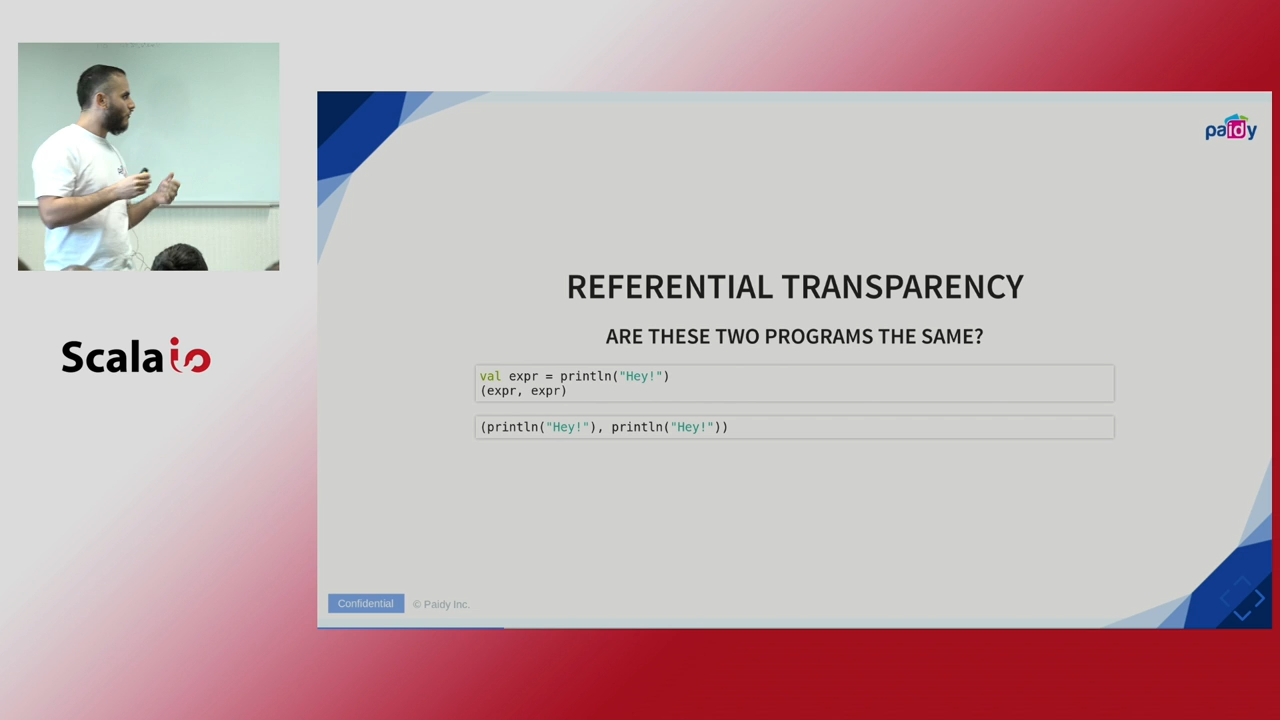 paidy
REFERENTIAL TRANSPARENCY
ARE THESE TWO PROGRAMS THE SAME?
val expr = println("Hey!")
(expr, expr)
(println("Hey!"), println("Hey!"))
Scala io
Confidential © Paidy Inc.